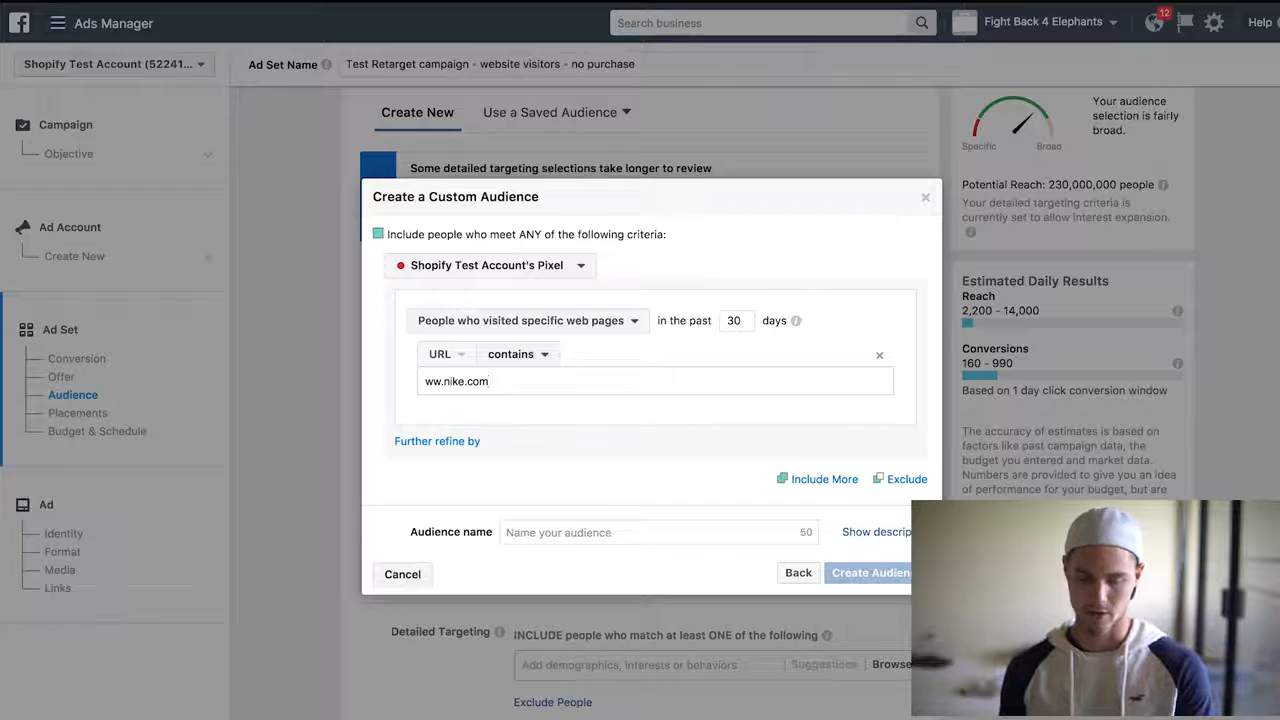 Ads Manager
Search business
Fight Back 4 Elephants
12
Help
Shopify Test Account (52241...
Ad Set Name
Test Retarget campaign - website visitors - no purchase
Campaign
Objective
Ad Account
Create New
Ad Set
Conversion
Offer
Audience
Placements
Budget & Schedule
Ad
Identity
Format
Media
Links
Create New
Use a Saved Audience
Some detailed targeting selections take longer to review
Create a Custom Audience
Include people who meet ANY of the following criteria:
Shopify Test Account's Pixel
People who visited specific web pages
in the past
30
days
URL
contains
ww.nike.com
Further refine by
Include More
Exclude
Audience name
Name your audience
50
Show descrip
Cancel
Back
Create Audien
Detailed Targeting
INCLUDE people who match at least ONE of the following
Add demographics, interests or behaviors
Suggestions
Browse
Exclude People
Specific
Broad
Your audience
selection is fairly
broad.
Potential Reach: 230,000,000 people
Your detailed targeting criteria is
currently set to allow interest expansion.
Estimated Daily Results
Reach
2,200 - 14,000
Conversions
160 - 990
Based on 1 day click conversion window
The accuracy of estimates is based on
factors like past campaign data, the
budget you entered and market data.
Numbers are provided to give you an idea
of performance for your budget, but are